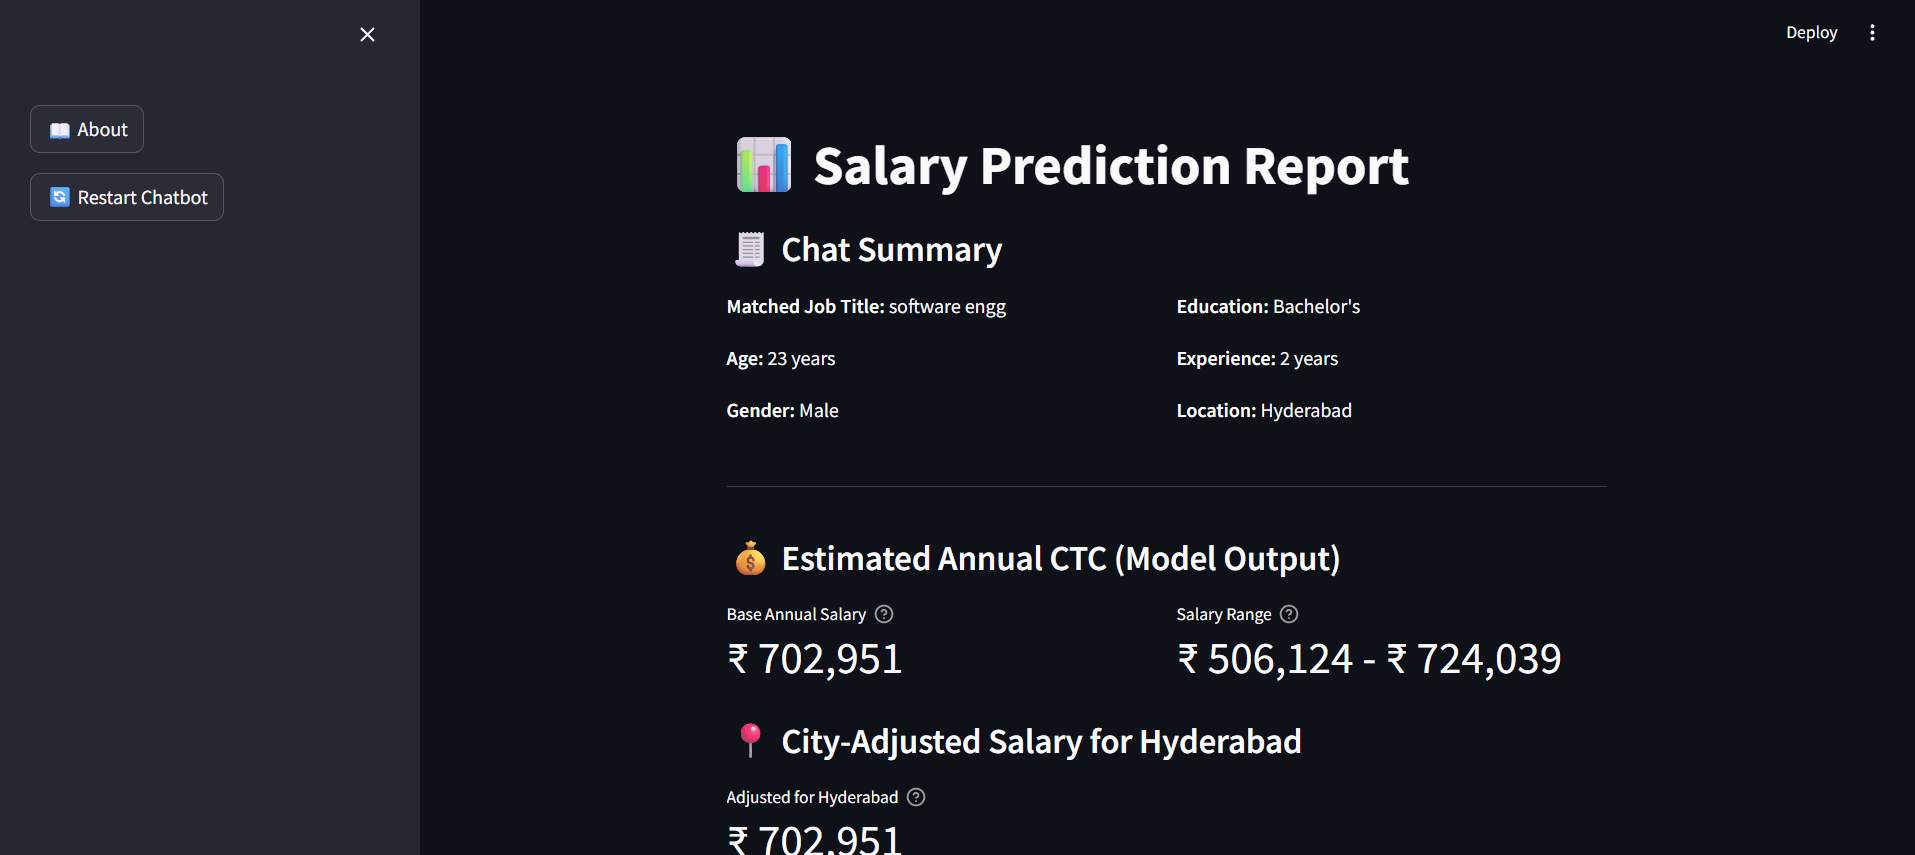 Deploy
About
Restart Chatbot
Salary Prediction Report
Chat Summary
Matched Job Title: software engg
Education: Bachelor's
Age: 23 years
Experience: 2 years
Gender: Male
Location: Hyderabad
Estimated Annual CTC (Model Output)
Base Annual Salary
Salary Range
₹ 702,951
₹ 506,124 - ₹ 724,039
City-Adjusted Salary for Hyderabad
Adjusted for Hyderabad
₹ 702,951